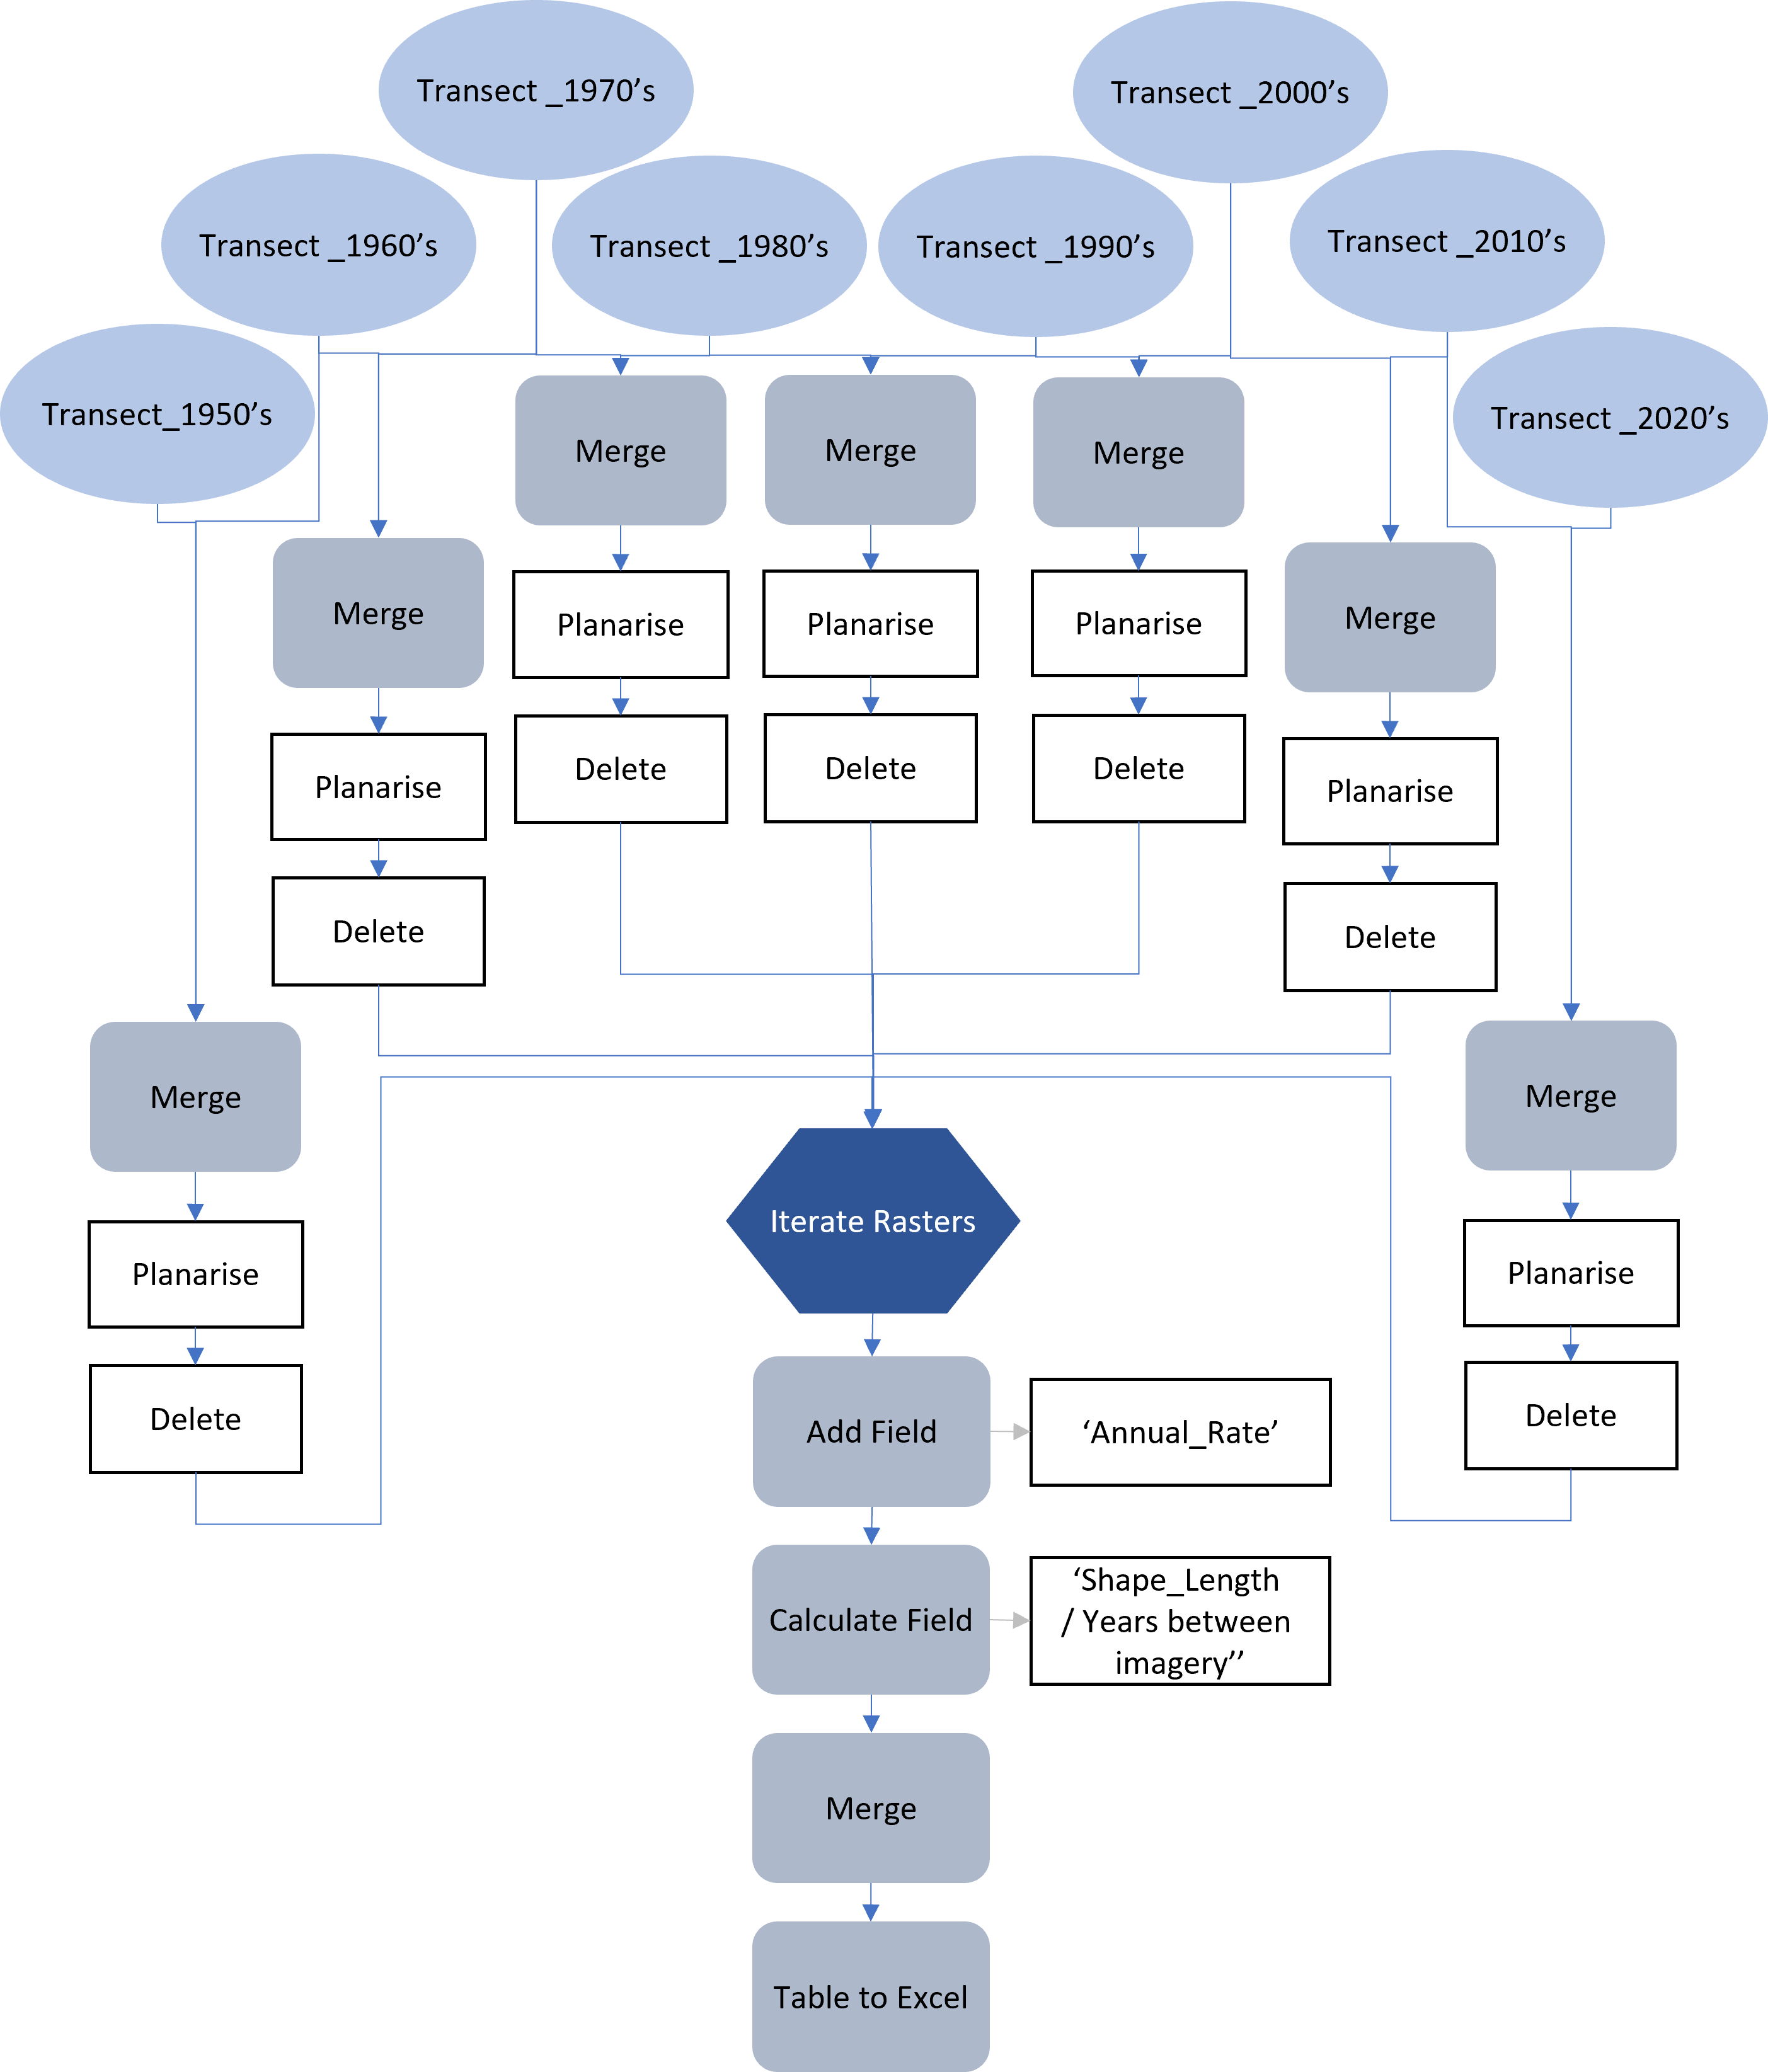 Transect _1970’s
Transect _2000’s
Transect _1960’s
Transect _1980’s
Transect _1990’s
Transect _2010’s
Transect_1950’s
Transect _2020’s
Merge
Merge
Merge
Merge
Merge
Planarise
Planarise
Planarise
Planarise
Planarise
Delete
Delete
Delete
Delete
Delete
Merge
Merge
Iterate Rasters
Planarise
Planarise
Delete
Delete
Add Field
‘Annual_Rate’
Calculate Field
‘Shape_Length
/ Years between
imagery’’
Merge
Table to Excel